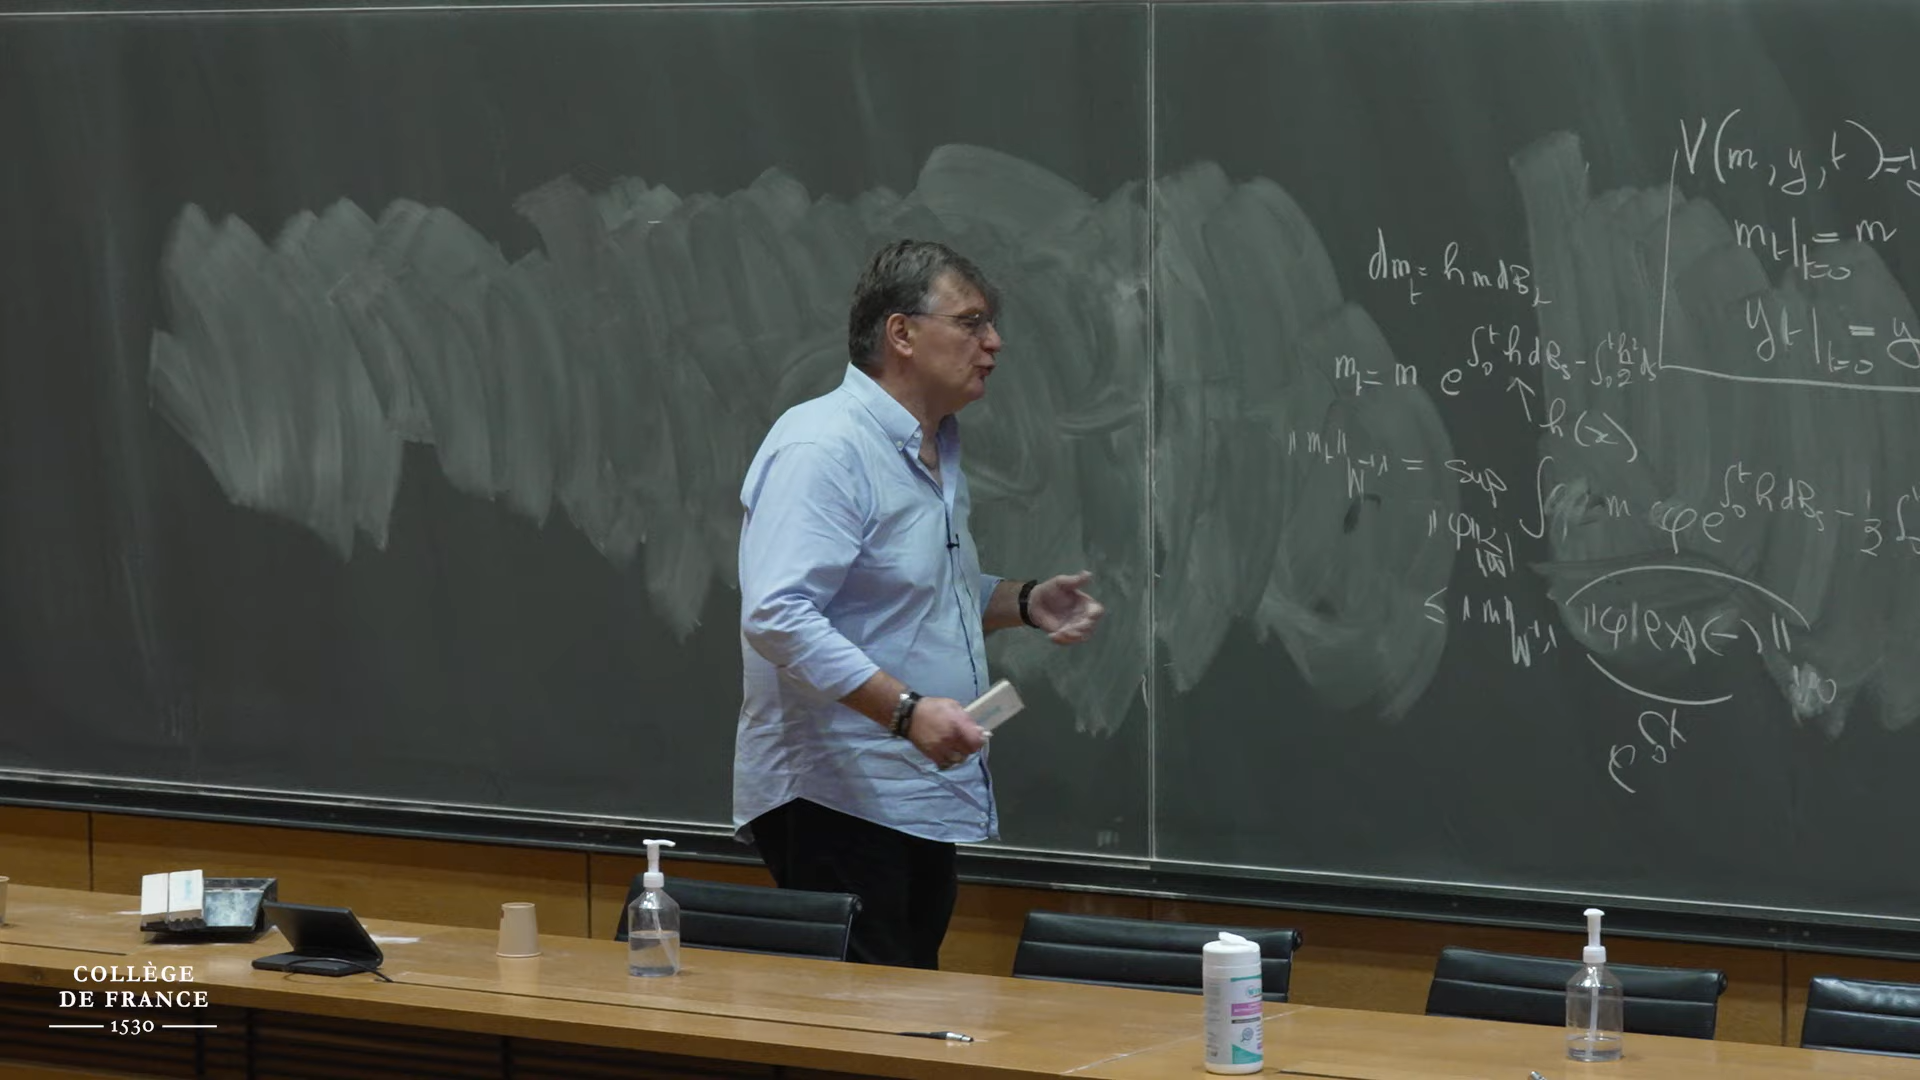 V(m, y, t) =
m_t|_{t=0} = m
y_t|_{t=0} = y
dm_t = h m dB_t
m_t = m e^{∫_0^t h dB_s - ∫_0^t h²/2 ds}
↑ h(x)
"m_t"_{W^{-1,1}} = sup ∫ m φ e^{∫_0^t h dB_s - 1/2 ∫
≤ "m"_{W^{-1,1}} "φ exp(-)"
COLLÈGE
DE FRANCE
1530